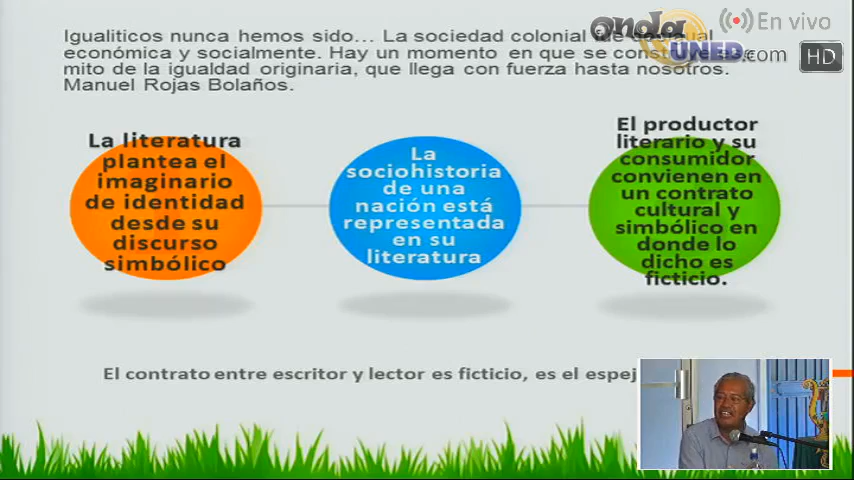 Igualiticos nunca hemos sido... La sociedad colonial
económica y socialmente. Hay un momento en que se
mito de la igualdad originaria, que llega con fuerza hasta nosotros.
Manuel Rojas Bolaños.
onda
UNED.com
En vivo
HD
La literatura
plantea el
imaginario
de identidad
desde su
discurso
simbólico
La
sociohistoria
de una
nación está
representada
en su
literatura
El productor
literario y su
consumidor
convienen en
un contrato
cultural y
simbólico en
donde lo
dicho es
ficticio.
El contrato entre escritor y lector es ficticio, es el